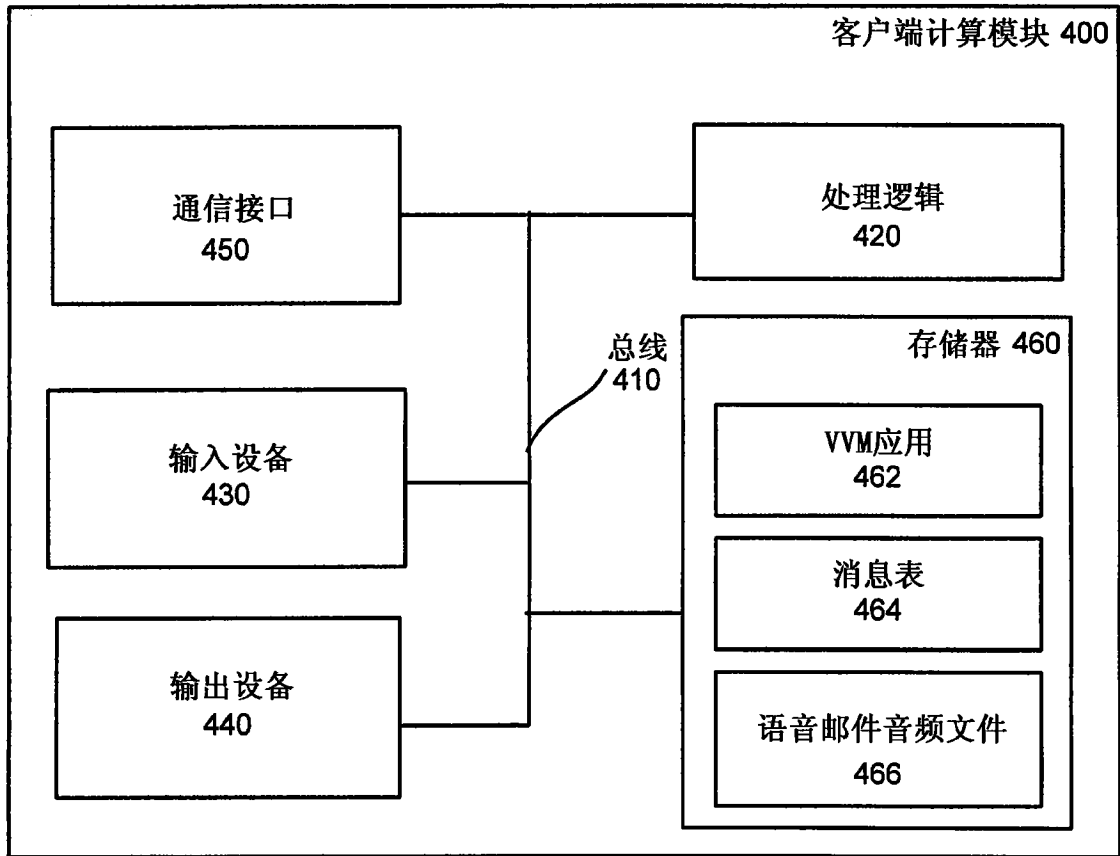 客户端计算模块 400
通信接口
450
处理逻辑
420
总线
410
存储器 460
输入设备
430
VVM应用
462
消息表
464
输出设备
440
语音邮件音频文件
466